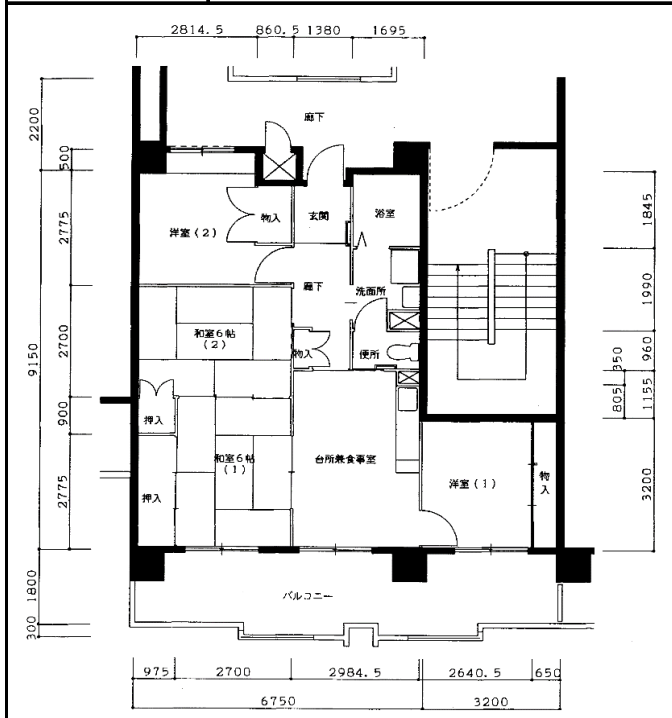 2814.5 860.5 1380 1695
2200
500
2775
2700
9150
900
2775
1800
300
廊下
物入
玄関
浴室
洋室(2)
廊下
洗面所
和室6帖
(2)
物入
便所
押入
和室6帖
(1)
台所兼食事室
洋室(1)
物入
押入
バルコニー
1845
1990
960
350
1155
805
3200
975 2700 2984.5 2640.5 650
6750 3200